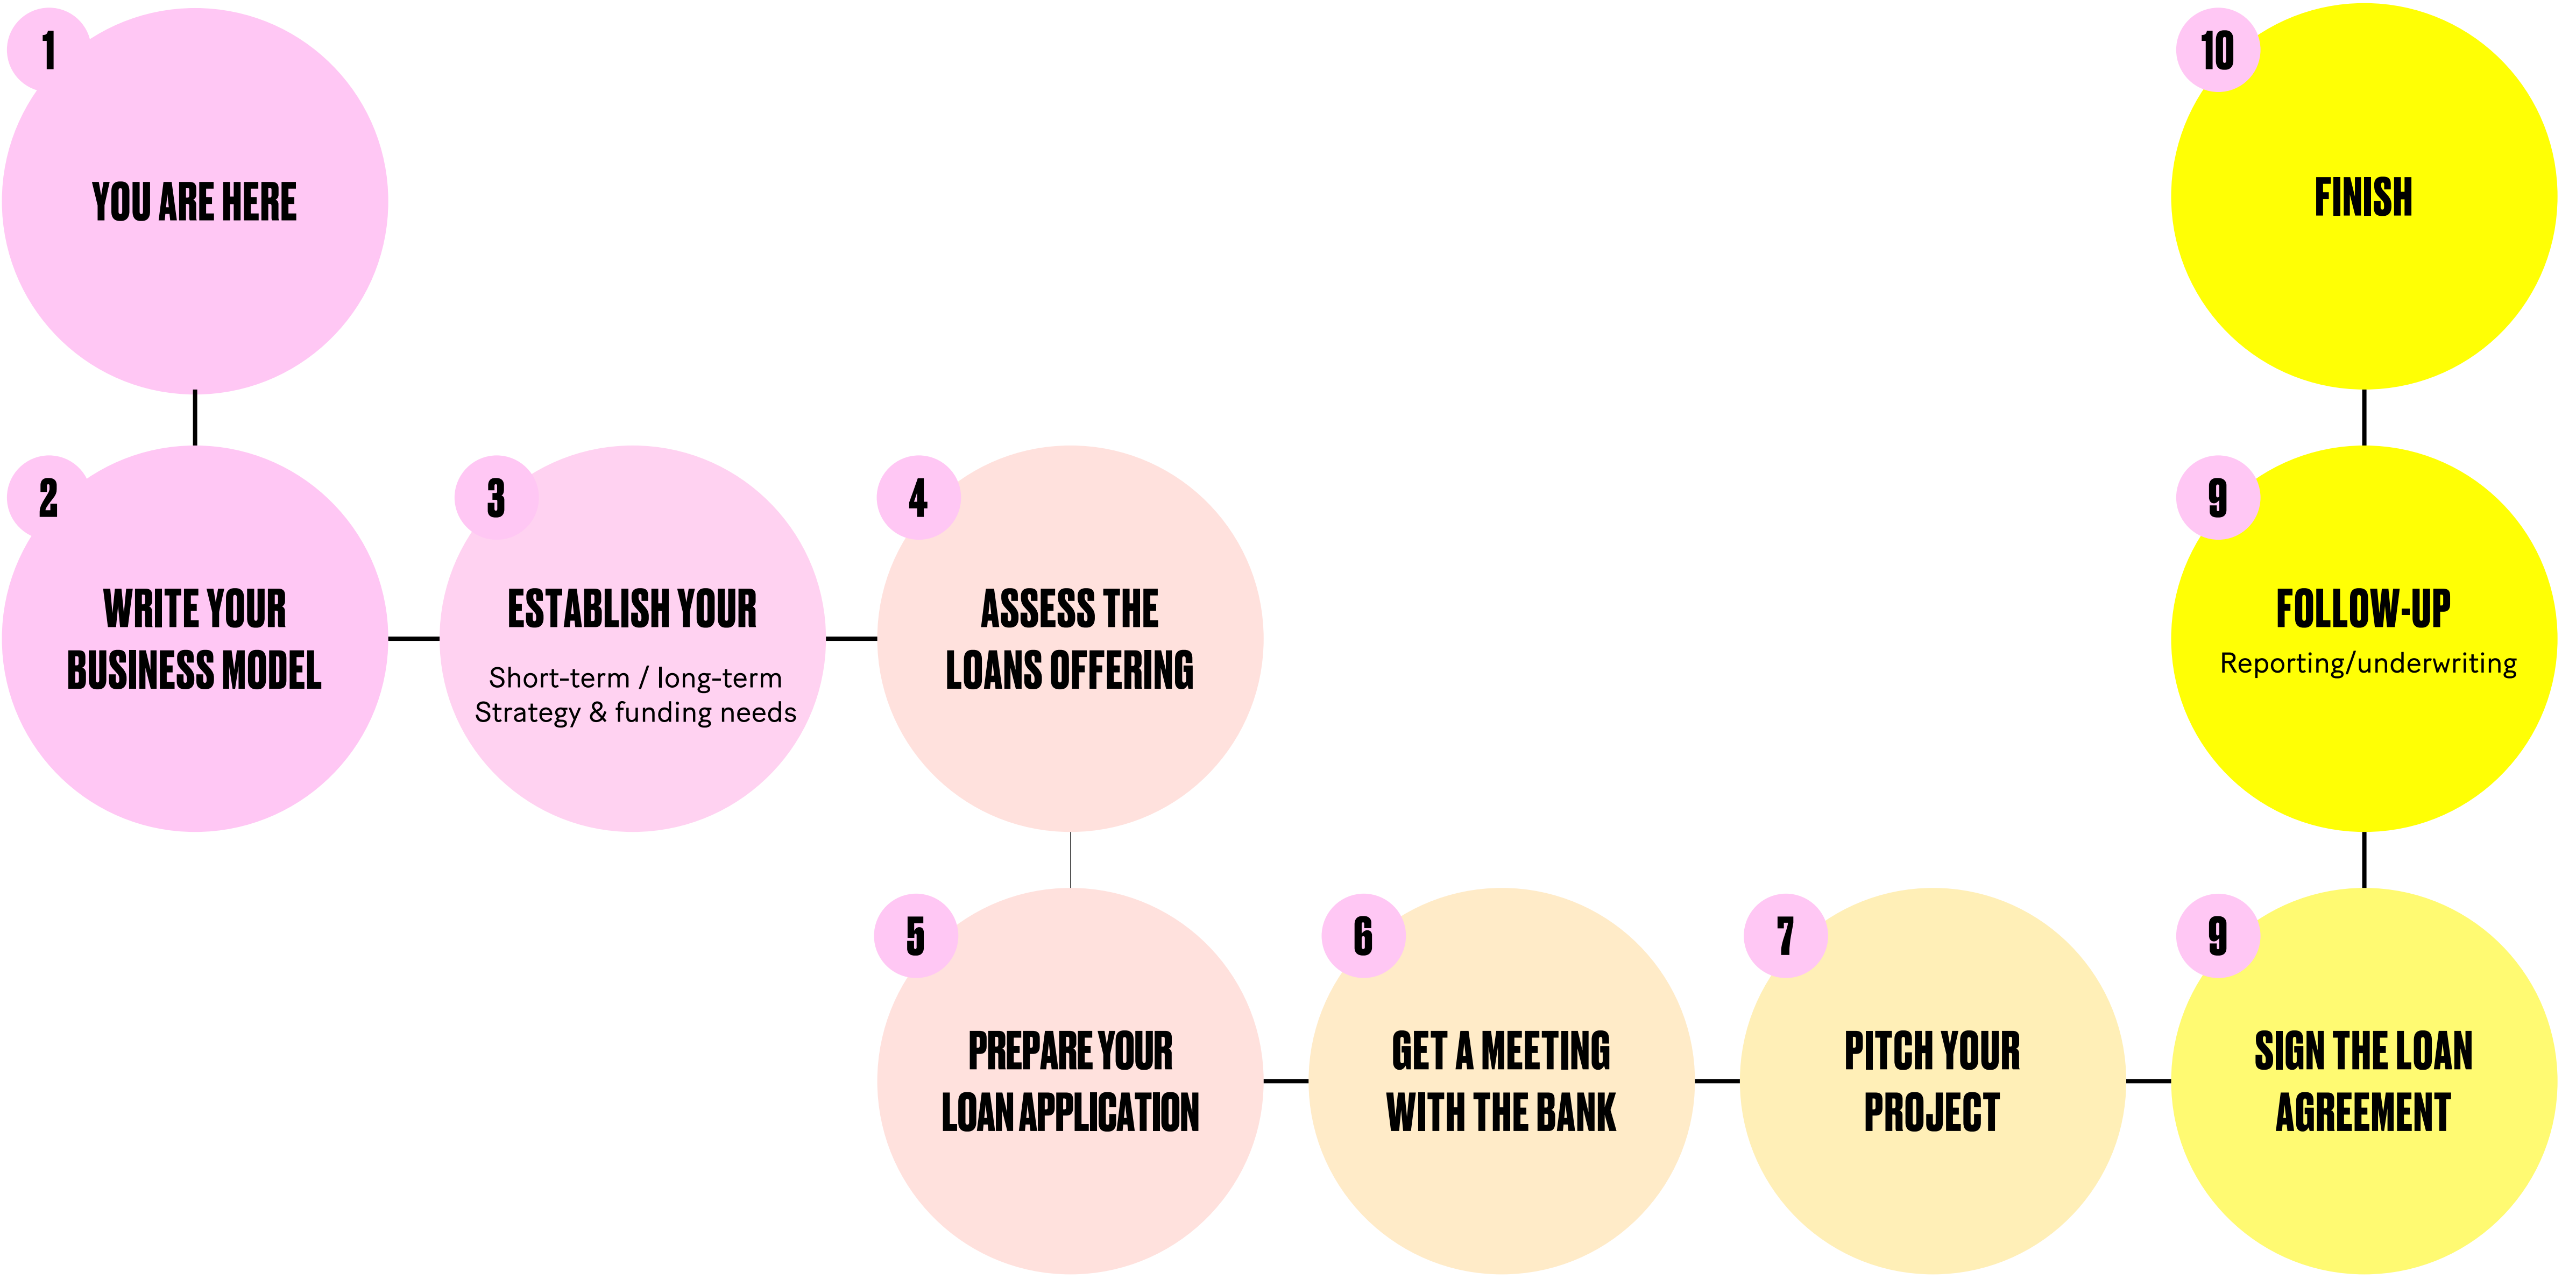 1
YOU ARE HERE
2
WRITE YOUR
BUSINESS MODEL
3
ESTABLISH YOUR
Short-term / long-term
Strategy & funding needs
4
ASSESS THE
LOANS OFFERING
5
PREPARE YOUR
LOAN APPLICATION
6
GET A MEETING
WITH THE BANK
7
PITCH YOUR
PROJECT
9
SIGN THE LOAN
AGREEMENT
9
FOLLOW-UP
Reporting/underwriting
10
FINISH